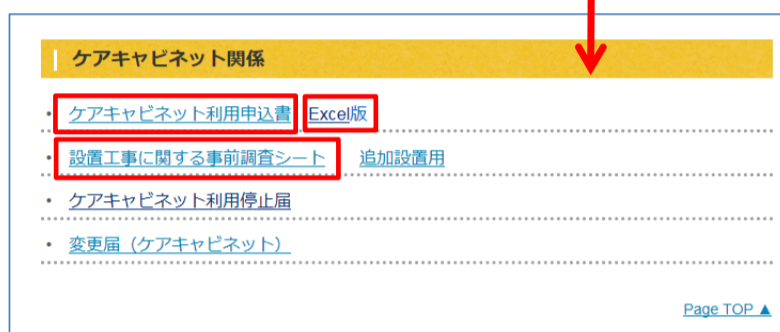 ケアキャビネット関係
・ ケアキャビネット利用申込書 Excel版
・ 設置工事に関する事前調査シート 追加設置用
・ ケアキャビネット利用停止届
・ 変更届（ケアキャビネット）
Page TOP ▲